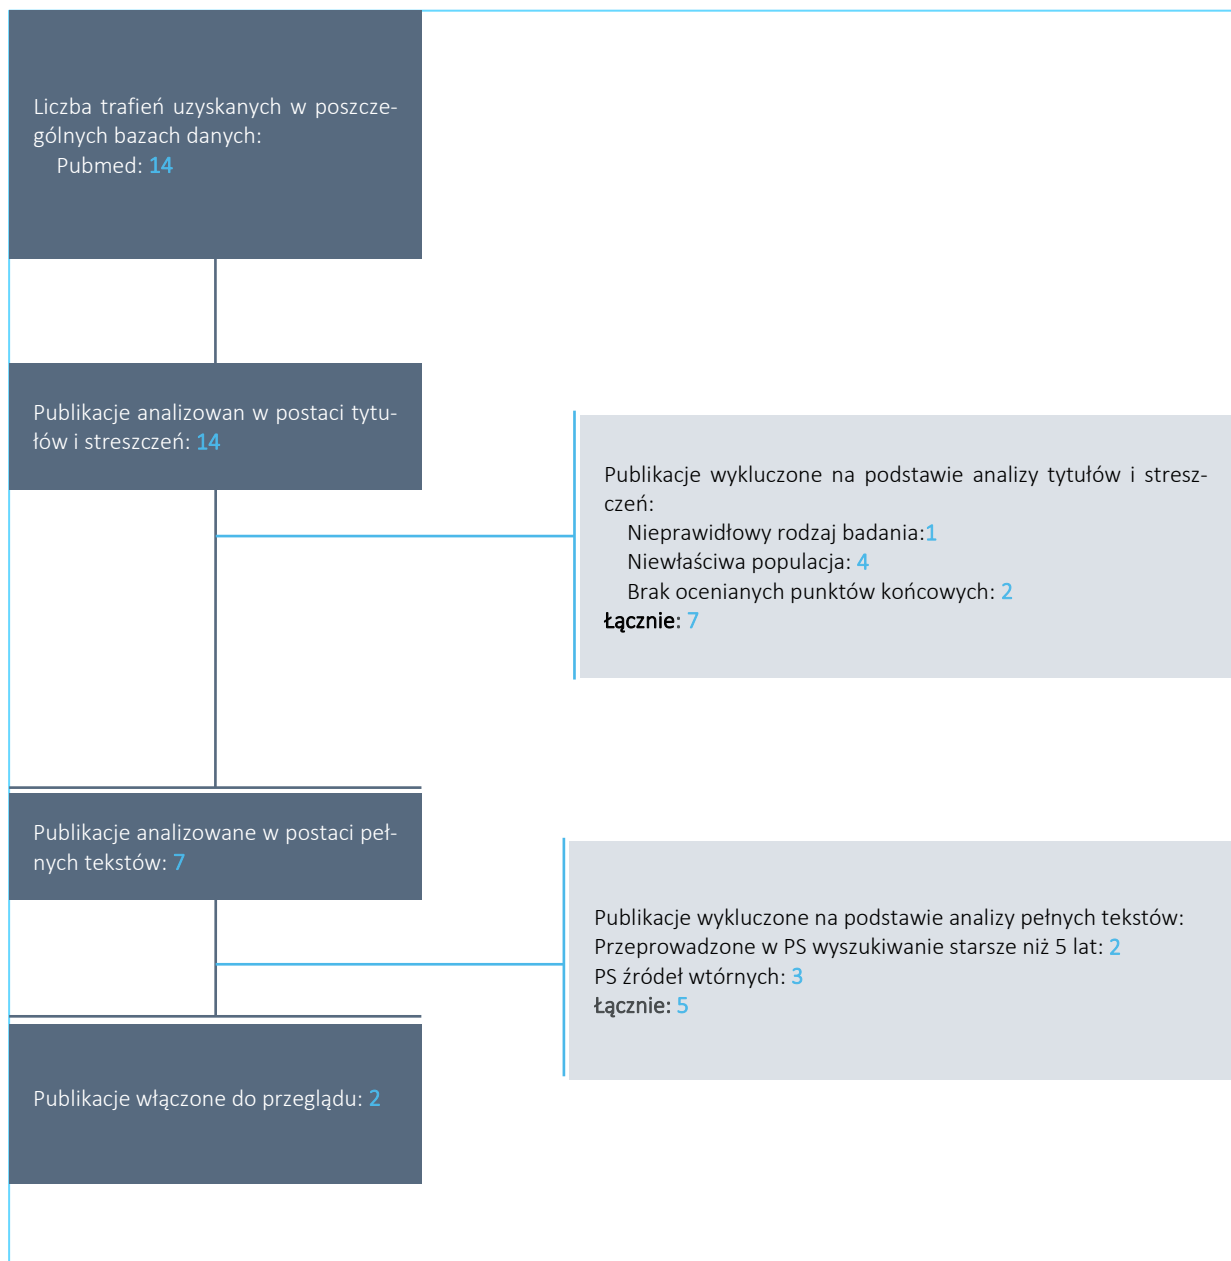 Liczba trafień uzyskanych w poszcze-
gólnych bazach danych:
Pubmed: 14
Publikacje analizowan w postaci tytu-
łów i streszczeń: 14
Publikacje wykluczone na podstawie analizy tytułów i stresz-
czeń:
Nieprawidłowy rodzaj badania:1
Niewłaściwa populacja: 4
Brak ocenianych punktów końcowych: 2
Łącznie: 7
Publikacje analizowane w postaci peł-
nych tekstów: 7
Publikacje wykluczone na podstawie analizy pełnych tekstów:
Przeprowadzone w PS wyszukiwanie starsze niż 5 lat: 2
PS źródeł wtórnych: 3
Łącznie: 5
Publikacje włączone do przeglądu: 2